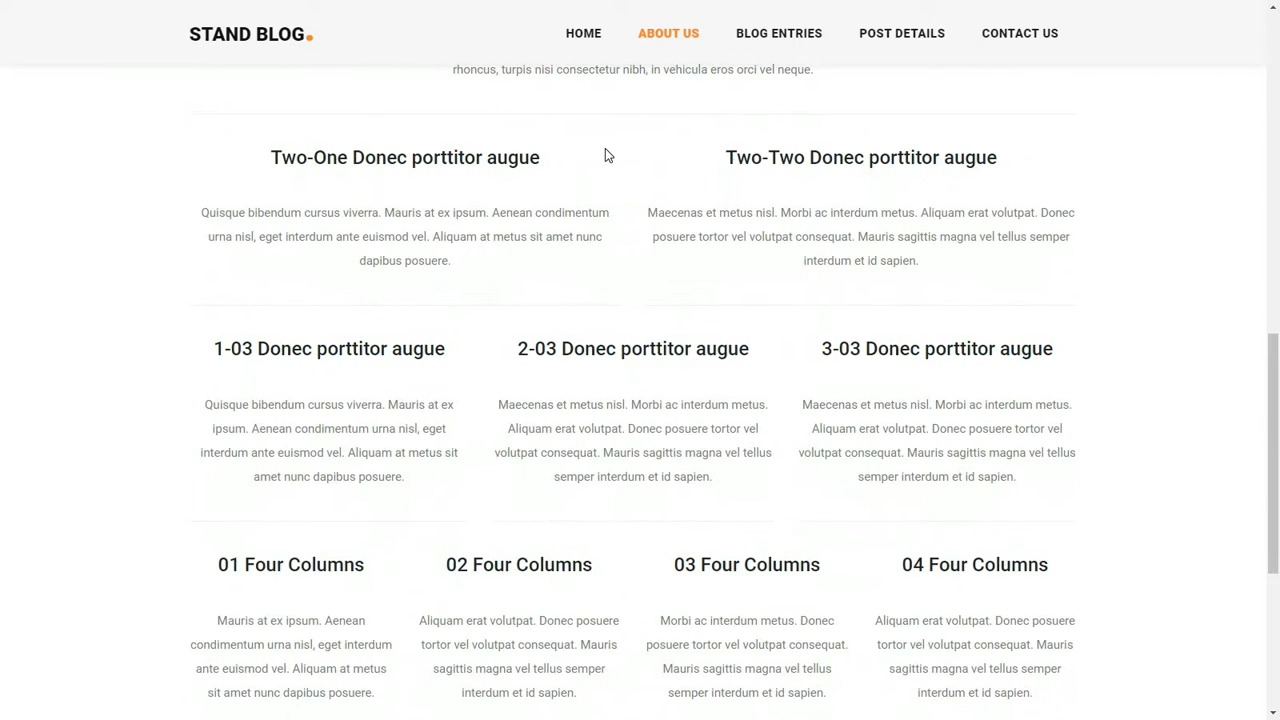 STAND BLOG.
HOME
ABOUT US
BLOG ENTRIES
POST DETAILS
CONTACT US
rhoncus, turpis nisi consectetur nibh, in vehicula eros orci vel neque.
Two-One Donec porttitor augue
Quisque bibendum cursus viverra. Mauris at ex ipsum. Aenean condimentum
urna nisl, eget interdum ante euismod vel. Aliquam at metus sit amet nunc
dapibus posuere.
Two-Two Donec porttitor augue
Maecenas et metus nisl. Morbi ac interdum metus. Aliquam erat volutpat. Donec
posuere tortor vel volutpat consequat. Mauris sagittis magna vel tellus semper
interdum et id sapien.
1-03 Donec porttitor augue
Quisque bibendum cursus viverra. Mauris at ex
ipsum. Aenean condimentum urna nisl, eget
interdum ante euismod vel. Aliquam at metus sit
amet nunc dapibus posuere.
2-03 Donec porttitor augue
Maecenas et metus nisl. Morbi ac interdum metus.
Aliquam erat volutpat. Donec posuere tortor vel
volutpat consequat. Mauris sagittis magna vel tellus
semper interdum et id sapien.
3-03 Donec porttitor augue
Maecenas et metus nisl. Morbi ac interdum metus.
Aliquam erat volutpat. Donec posuere tortor vel
volutpat consequat. Mauris sagittis magna vel tellus
semper interdum et id sapien.
01 Four Columns
Mauris at ex ipsum. Aenean
condimentum urna nisl, eget interdum
ante euismod vel. Aliquam at metus
sit amet nunc dapibus posuere.
02 Four Columns
Aliquam erat volutpat. Donec posuere
tortor vel volutpat consequat. Mauris
sagittis magna vel tellus semper
interdum et id sapien.
03 Four Columns
Morbi ac interdum metus. Donec
posuere tortor vel volutpat consequat.
Mauris sagittis magna vel tellus
semper interdum et id sapien.
04 Four Columns
Aliquam erat volutpat. Donec posuere
tortor vel volutpat consequat. Mauris
sagittis magna vel tellus semper
interdum et id sapien.